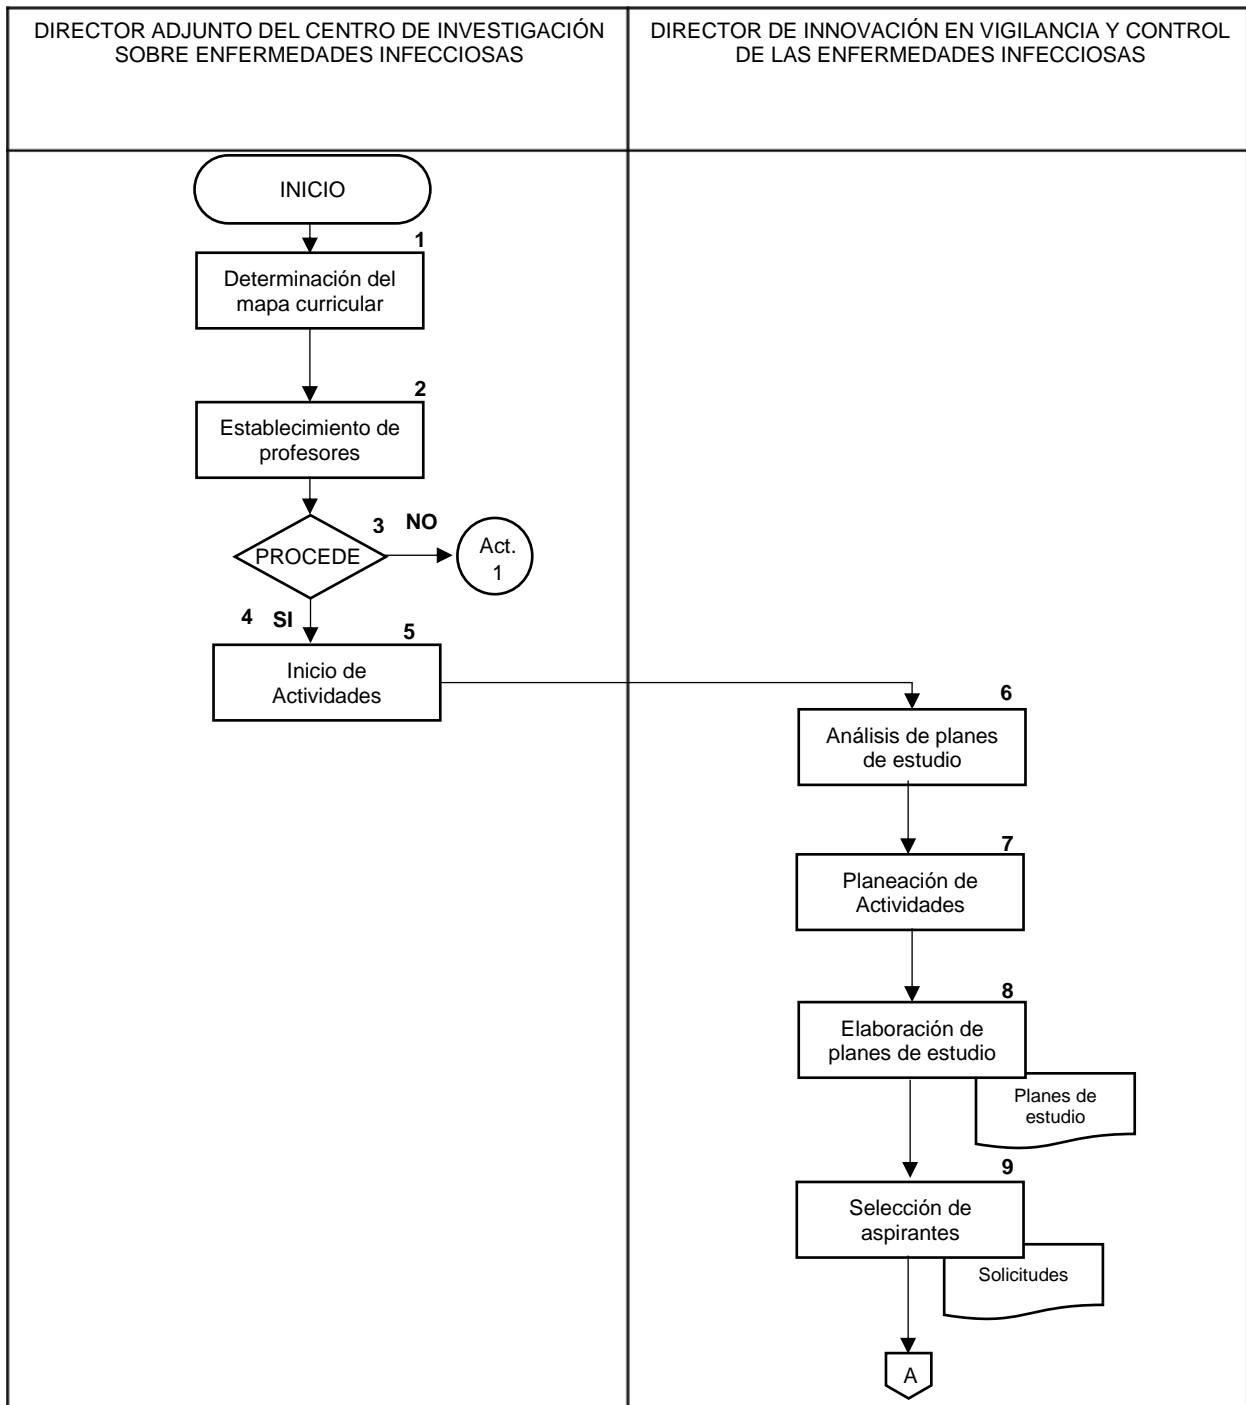 DIRECTOR ADJUNTO DEL CENTRO DE INVESTIGACIÓN
SOBRE ENFERMEDADES INFECCIOSAS
DIRECTOR DE INNOVACIÓN EN VIGILANCIA Y CONTROL
DE LAS ENFERMEDADES INFECCIOSAS
INICIO
1
Determinación del
mapa curricular
2
Establecimiento de
profesores
3
NO
PROCEDE
Act.
1
4
SI
5
Inicio de
Actividades
6
Análisis de planes
de estudio
7
Planeación de
Actividades
8
Elaboración de
planes de estudio
Planes de
estudio
9
Selección de
aspirantes
Solicitudes
A